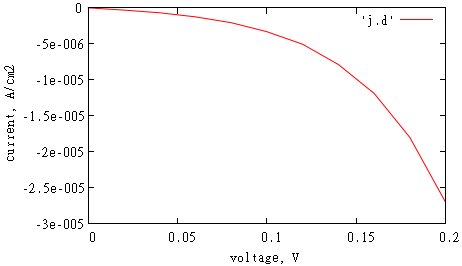 'j.d'
0
-5e-006
-1e-005
-1.5e-005
-2e-005
-2.5e-005
-3e-005
current, A/cm2
0 0.05 0.1 0.15 0.2
voltage, V